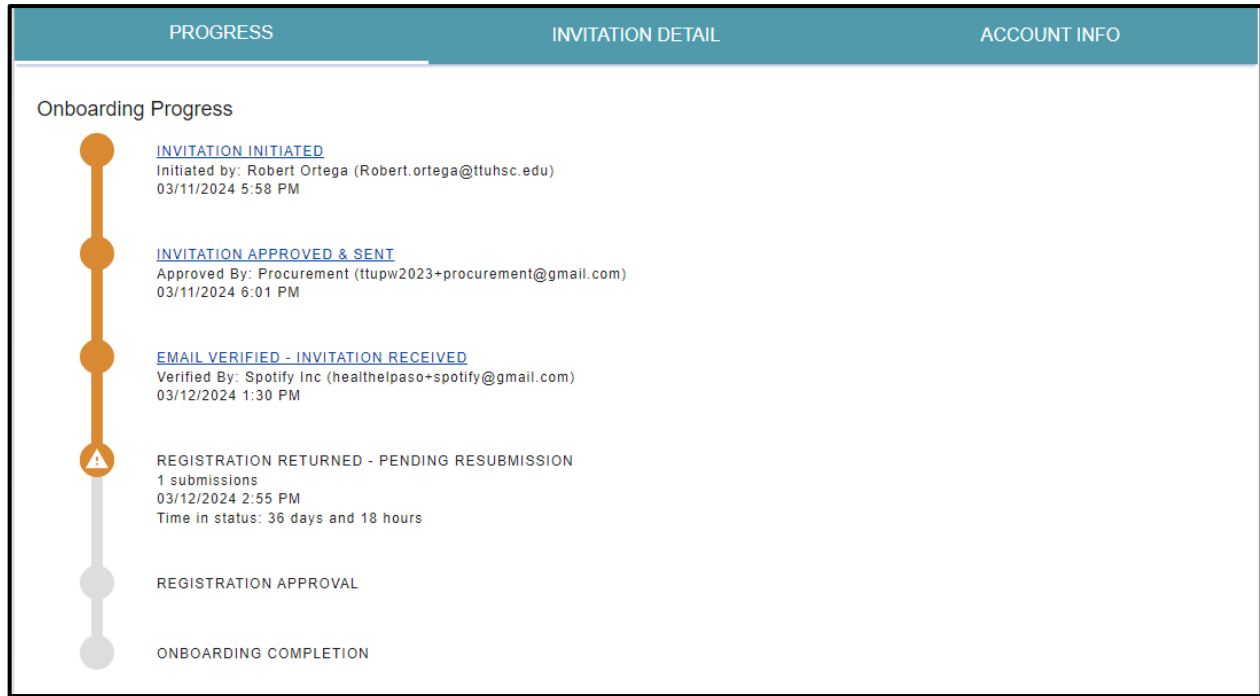 PROGRESS
INVITATION DETAIL
ACCOUNT INFO
Onboarding Progress
INVITATION INITIATED
Initiated by: Robert Ortega (Robert.ortega@ttuhsc.edu)
03/11/2024 5:58 PM
INVITATION APPROVED & SENT
Approved By: Procurement (ttupw2023+procurement@gmail.com)
03/11/2024 6:01 PM
EMAIL VERIFIED - INVITATION RECEIVED
Verified By: Spotify Inc (healthelpaso+spotify@gmail.com)
03/12/2024 1:30 PM
REGISTRATION RETURNED - PENDING RESUBMISSION
1 submissions
03/12/2024 2:55 PM
Time in status: 36 days and 18 hours
REGISTRATION APPROVAL
ONBOARDING COMPLETION